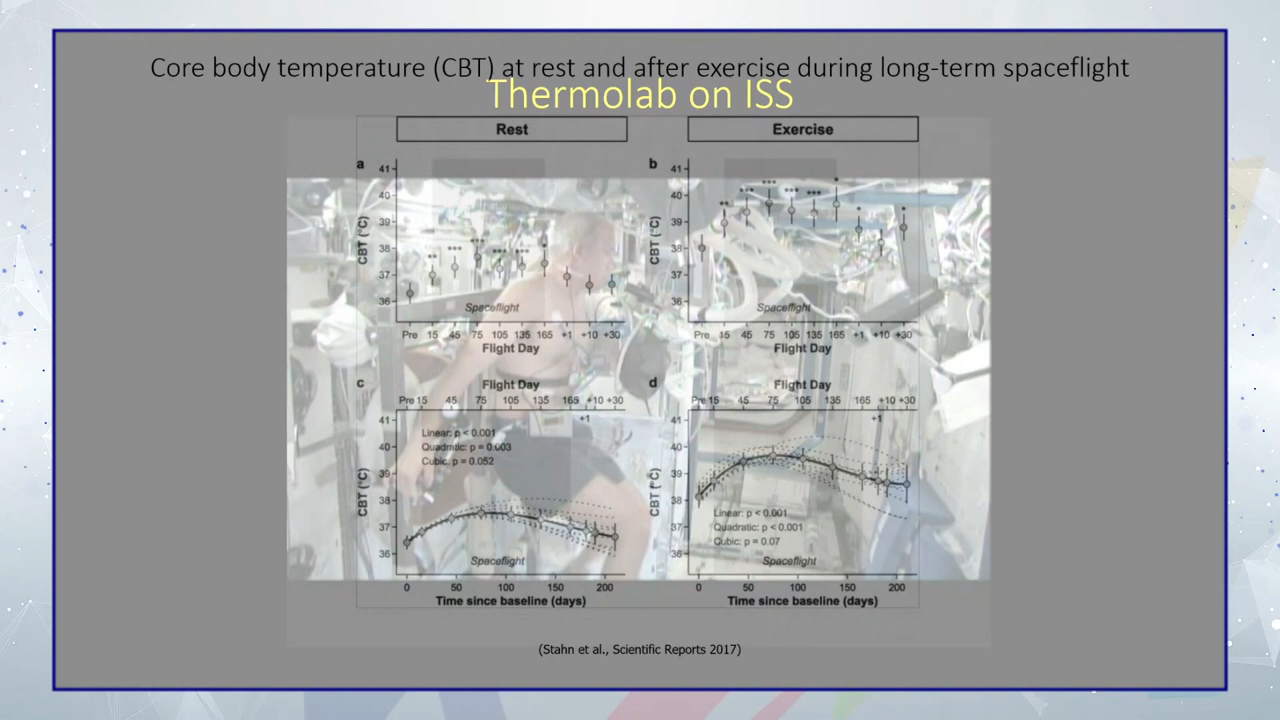 Core body temperature (CBT) at rest and after exercise during long-term spaceflight
Thermolab on ISS
Rest
Exercise
a
41
40
39
38
37
36
CBT (°C)
** *** *** *** *** *
Spaceflight
Pre 15 45 75 105 135 165 +1 +10 +30
Flight Day
b
41
40
39
38
37
36
CBT (°C)
** *** *** *** *** * * *
Spaceflight
Pre 15 45 75 105 135 165 +1 +10 +30
Flight Day
c
Flight Day
Pre 15 45 75 105 135 165 +10 +30
+1
41
40
39
38
37
36
CBT (°C)
Linear: p < 0.001
Quadratic: p = 0.003
Cubic: p = 0.052
Spaceflight
0 50 100 150 200
Time since baseline (days)
d
Flight Day
Pre 15 45 75 105 135 165 +10 +30
+1
41
40
39
38
37
36
CBT (°C)
Linear: p < 0.001
Quadratic: p < 0.001
Cubic: p = 0.07
Spaceflight
0 50 100 150 200
Time since baseline (days)
(Stahn et al., Scientific Reports 2017)